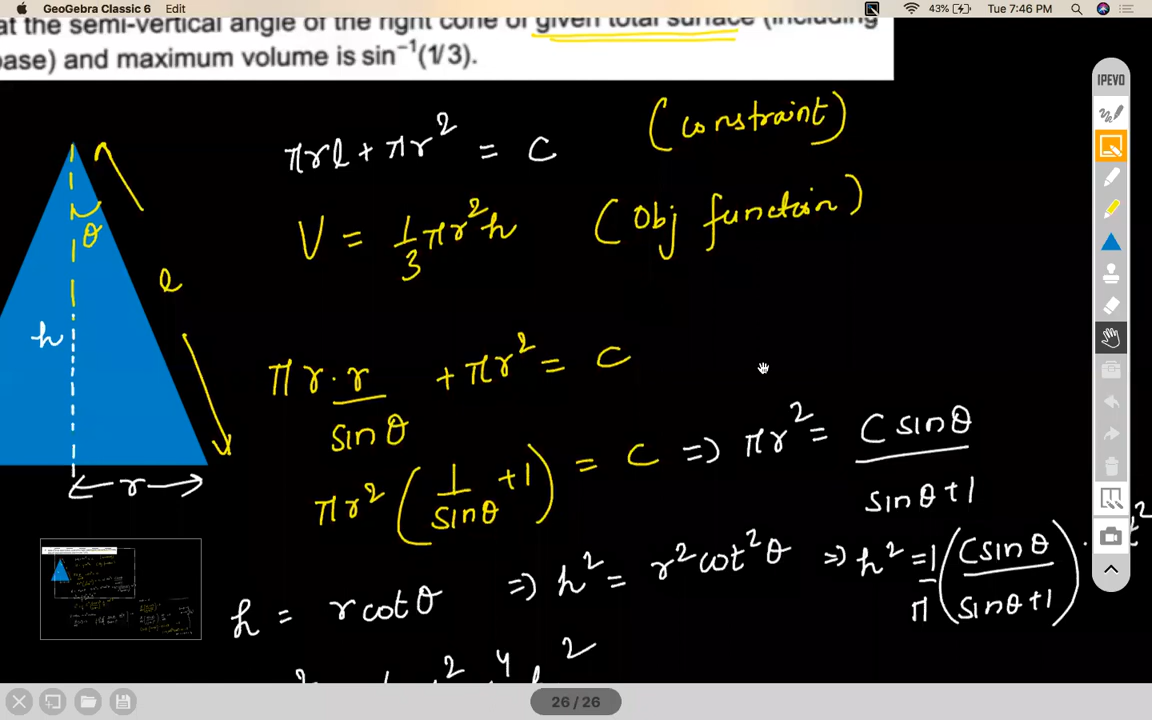 GeoGebra Classic 6 Edit 43% Tue 7:46 PM
at the semi-vertical angle of the right cone of given total surface (including
base) and maximum volume is sin⁻¹(1/3).
IPEVO
πrl + πr² = C (constraint)
V = 1/3 πr²h (Obj function)
θ
l
h
r
πr · r/sinθ + πr² = C
πr² (1/sinθ + 1) = C ⇒ πr² = C sinθ / sinθ+1
h = r cotθ ⇒ h² = r² cot²θ ⇒ h² = 1/π (C sinθ / sinθ+1) ·
26 / 26